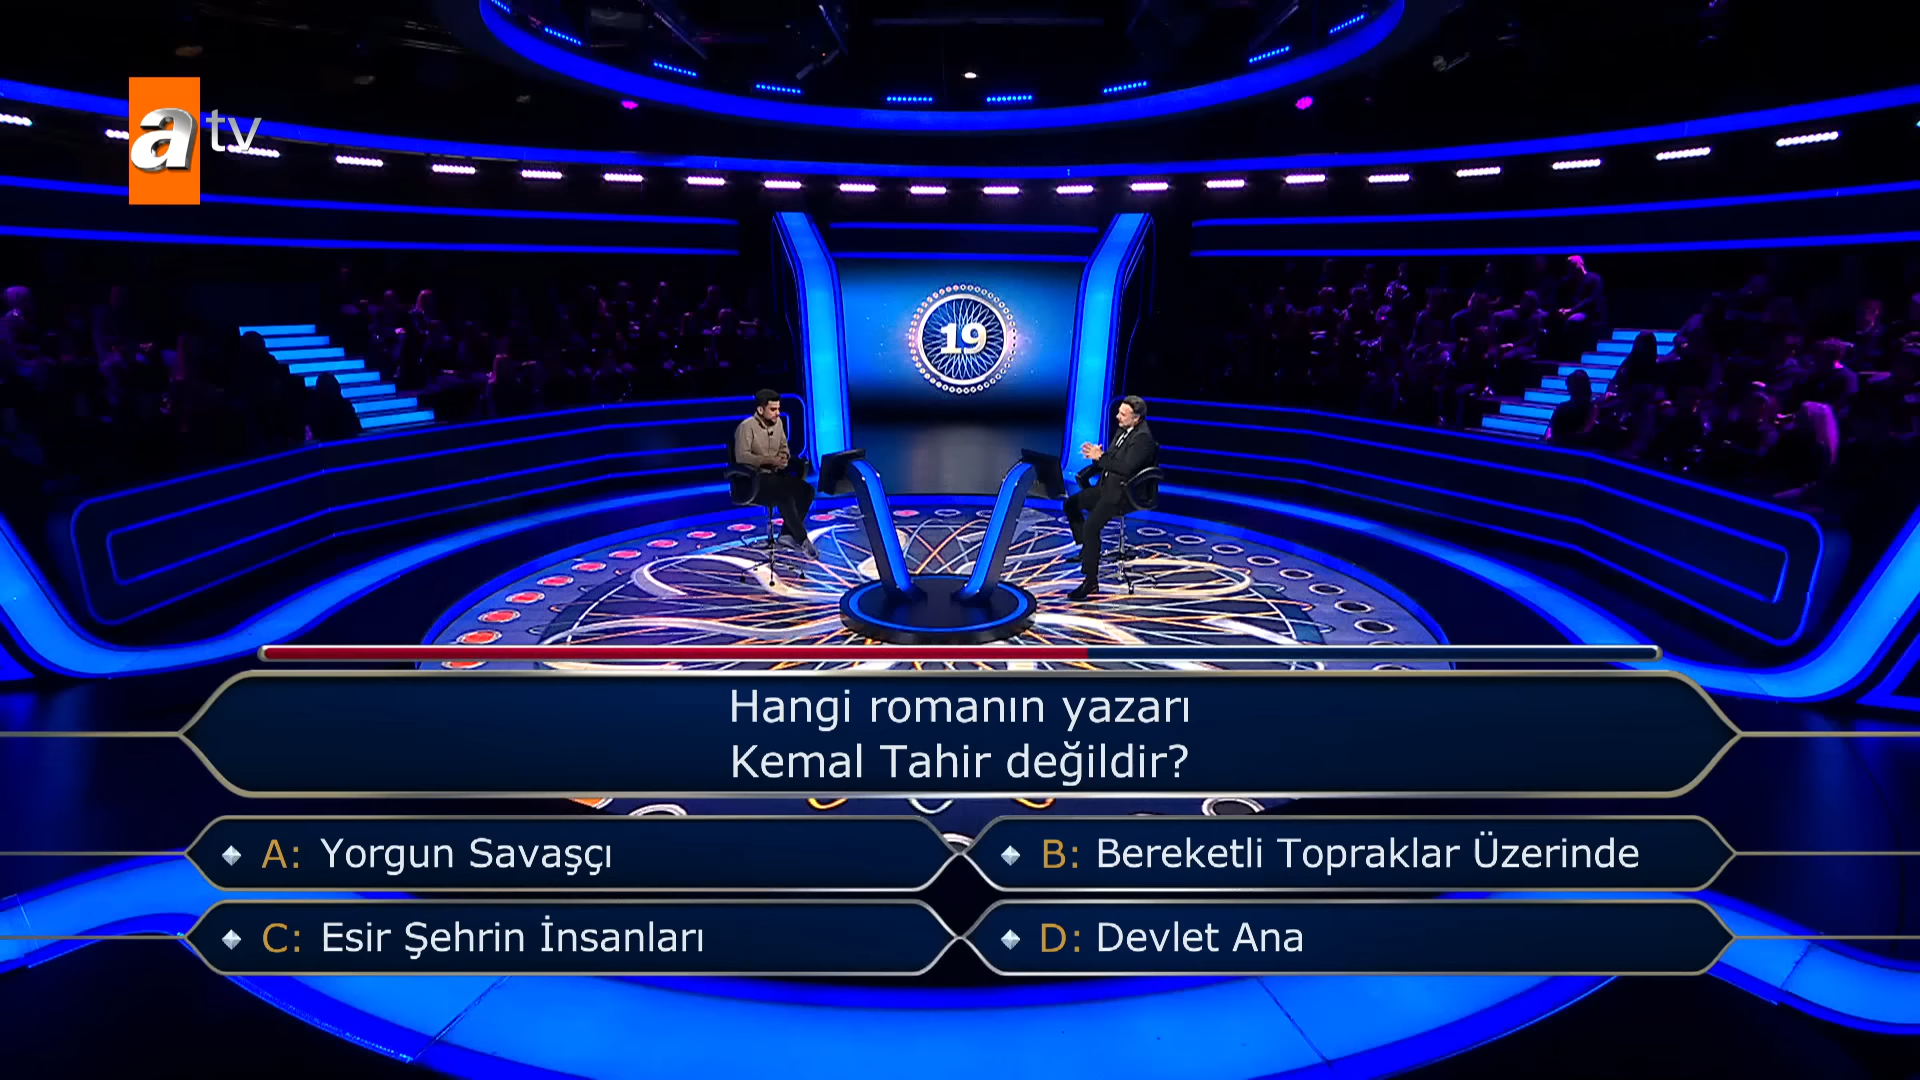 atv
19
Hangi romanın yazarı
Kemal Tahir değildir?
A: Yorgun Savaşçı
B: Bereketli Topraklar Üzerinde
C: Esir Şehrin İnsanları
D: Devlet Ana